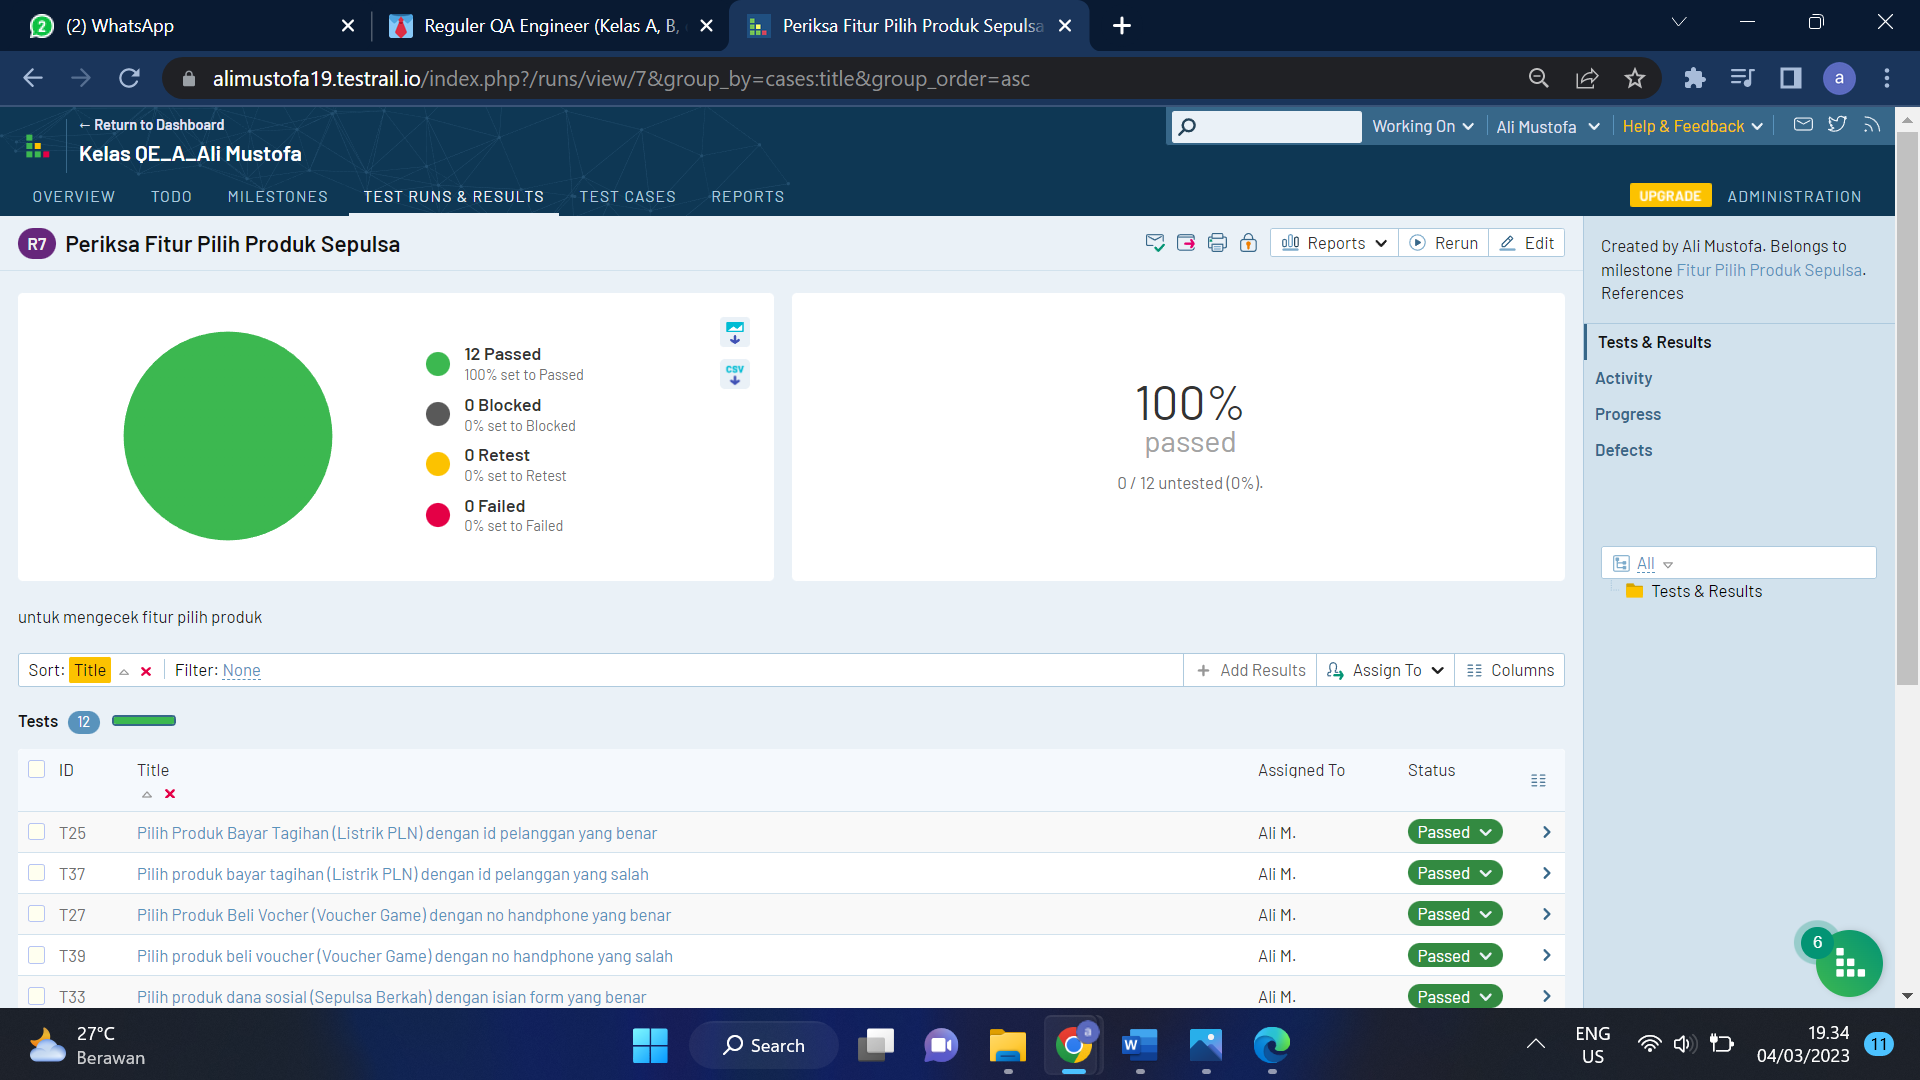 (2) WhatsApp
Reguler QA Engineer (Kelas A, B,
Periksa Fitur Pilih Produk Sepulsa
alimustofa19.testrail.io/index.php?/runs/view/7&group_by=cases:title&group_order=asc
a
← Return to Dashboard
Kelas QE_A_Ali Mustofa
Working On
Ali Mustofa
Help & Feedback
OVERVIEW
TODO
MILESTONES
TEST RUNS & RESULTS
TEST CASES
REPORTS
UPGRADE
ADMINISTRATION
R7
Periksa Fitur Pilih Produk Sepulsa
Reports
Rerun
Edit
Created by Ali Mustofa. Belongs to
milestone Fitur Pilih Produk Sepulsa.
References
12 Passed
100% set to Passed
0 Blocked
0% set to Blocked
0 Retest
0% set to Retest
0 Failed
0% set to Failed
CSV
100%
passed
0 / 12 untested (0%).
Tests & Results
Activity
Progress
Defects
All
Tests & Results
untuk mengecek fitur pilih produk
Sort: Title
Filter: None
Add Results
Assign To
Columns
Tests 12
ID
Title
Assigned To
Status
T25 Pilih Produk Bayar Tagihan (Listrik PLN) dengan id pelanggan yang benar Ali M. Passed
T37 Pilih produk bayar tagihan (Listrik PLN) dengan id pelanggan yang salah Ali M. Passed
T27 Pilih Produk Beli Vocher (Voucher Game) dengan no handphone yang benar Ali M. Passed
T39 Pilih produk beli voucher (Voucher Game) dengan no handphone yang salah Ali M. Passed
T33 Pilih produk dana sosial (Sepulsa Berkah) dengan isian form yang benar Ali M. Passed
6
27°C
Berawan
Search
a
ENG
US
19.34
04/03/2023
11